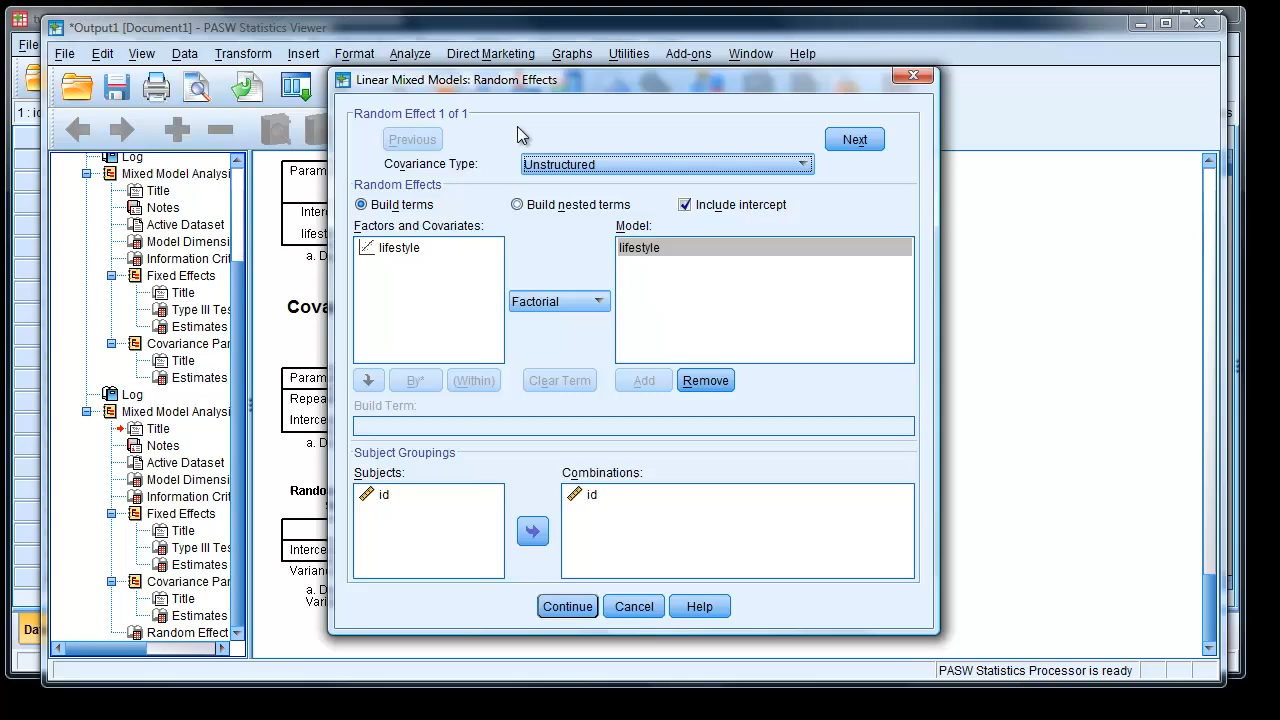 *Output1 [Document1] - PASW Statistics Viewer
File Edit View Data Transform Insert Format Analyze Direct Marketing Graphs Utilities Add-ons Window Help
Linear Mixed Models: Random Effects
Random Effect 1 of 1
Previous
Next
Covariance Type:
Unstructured
Random Effects
Build terms
Build nested terms
Include intercept
Factors and Covariates:
Model:
lifestyle
lifestyle
Factorial
By*
(Within)
Clear Term
Add
Remove
Build Term:
Subject Groupings
Subjects:
Combinations:
id
id
Continue
Cancel
Help
Log
Mixed Model Analysi
Title
Notes
Active Dataset
Model Dimensi
Information Crit
Fixed Effects
Title
Type III Tes
Estimates
Covariance Par
Title
Estimates
Log
Mixed Model Analysi
Title
Notes
Active Dataset
Model Dimensi
Information Crit
Fixed Effects
Title
Type III Tes
Estimates
Covariance Par
Title
Estimates
Random Effect
Param
Interc
lifest
a. D
Cova
Param
Repea
Interce
a. D
Rando
Interce
Varianc
a. D
Vari
File
1 : id
Da
PASW Statistics Processor is ready